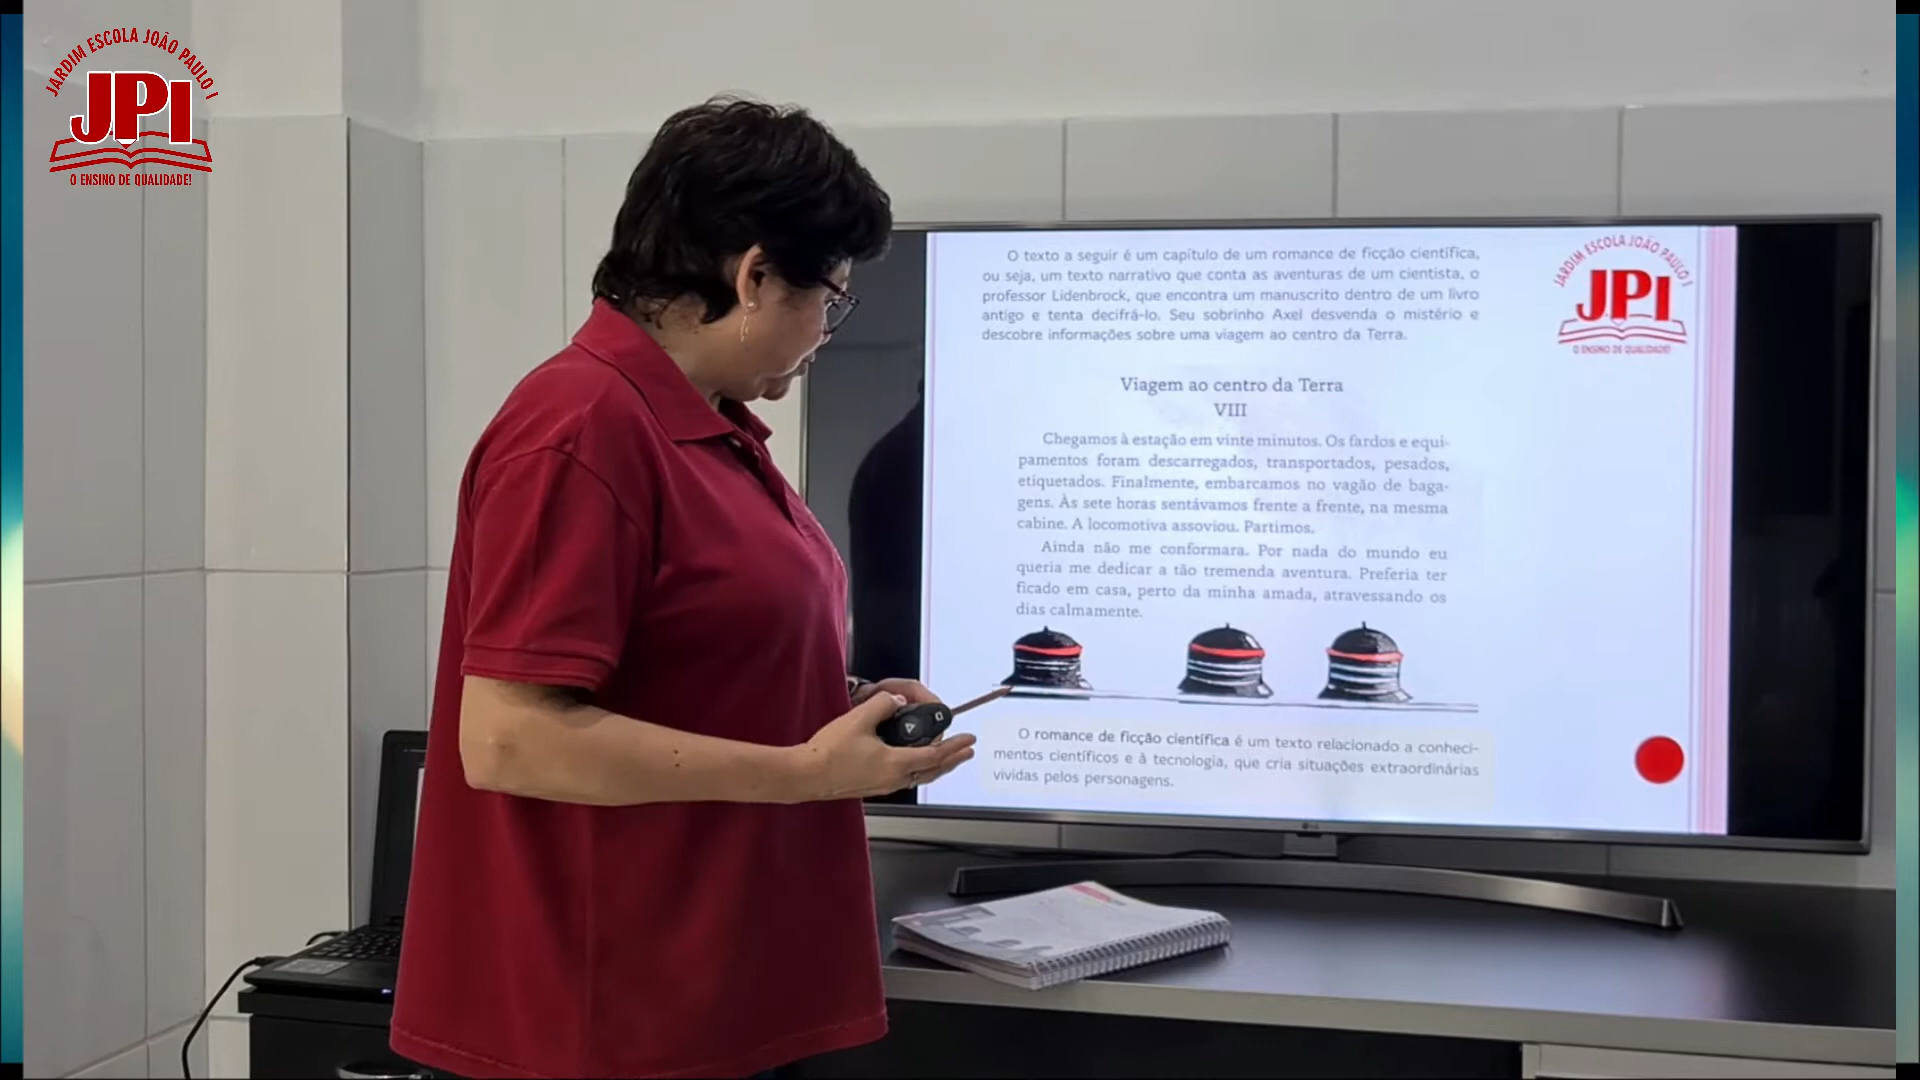 JARDIM ESCOLA JOÃO PAULO I
JPI
O ENSINO DE QUALIDADE!
O texto a seguir é um capítulo de um romance de ficção científica,
ou seja, um texto narrativo que conta as aventuras de um cientista, o
professor Lidenbrock, que encontra um manuscrito dentro de um livro
antigo e tenta decifrá-lo. Seu sobrinho Axel desvenda o mistério e
descobre informações sobre uma viagem ao centro da Terra.
JARDIM ESCOLA JOÃO PAULO I
JPI
O ENSINO DE QUALIDADE!
Viagem ao centro da Terra
VIII
Chegamos à estação em vinte minutos. Os fardos e equi-
pamentos foram descarregados, transportados, pesados,
etiquetados. Finalmente, embarcamos no vagão de baga-
gens. Às sete horas sentávamos frente a frente, na mesma
cabine. A locomotiva assoviou. Partimos.
Ainda não me conformara. Por nada do mundo eu
queria me dedicar a tão tremenda aventura. Preferia ter
ficado em casa, perto da minha amada, atravessando os
dias calmamente.
O romance de ficção científica é um texto relacionado a conheci-
mentos científicos e à tecnologia, que cria situações extraordinárias
vividas pelos personagens.
LG